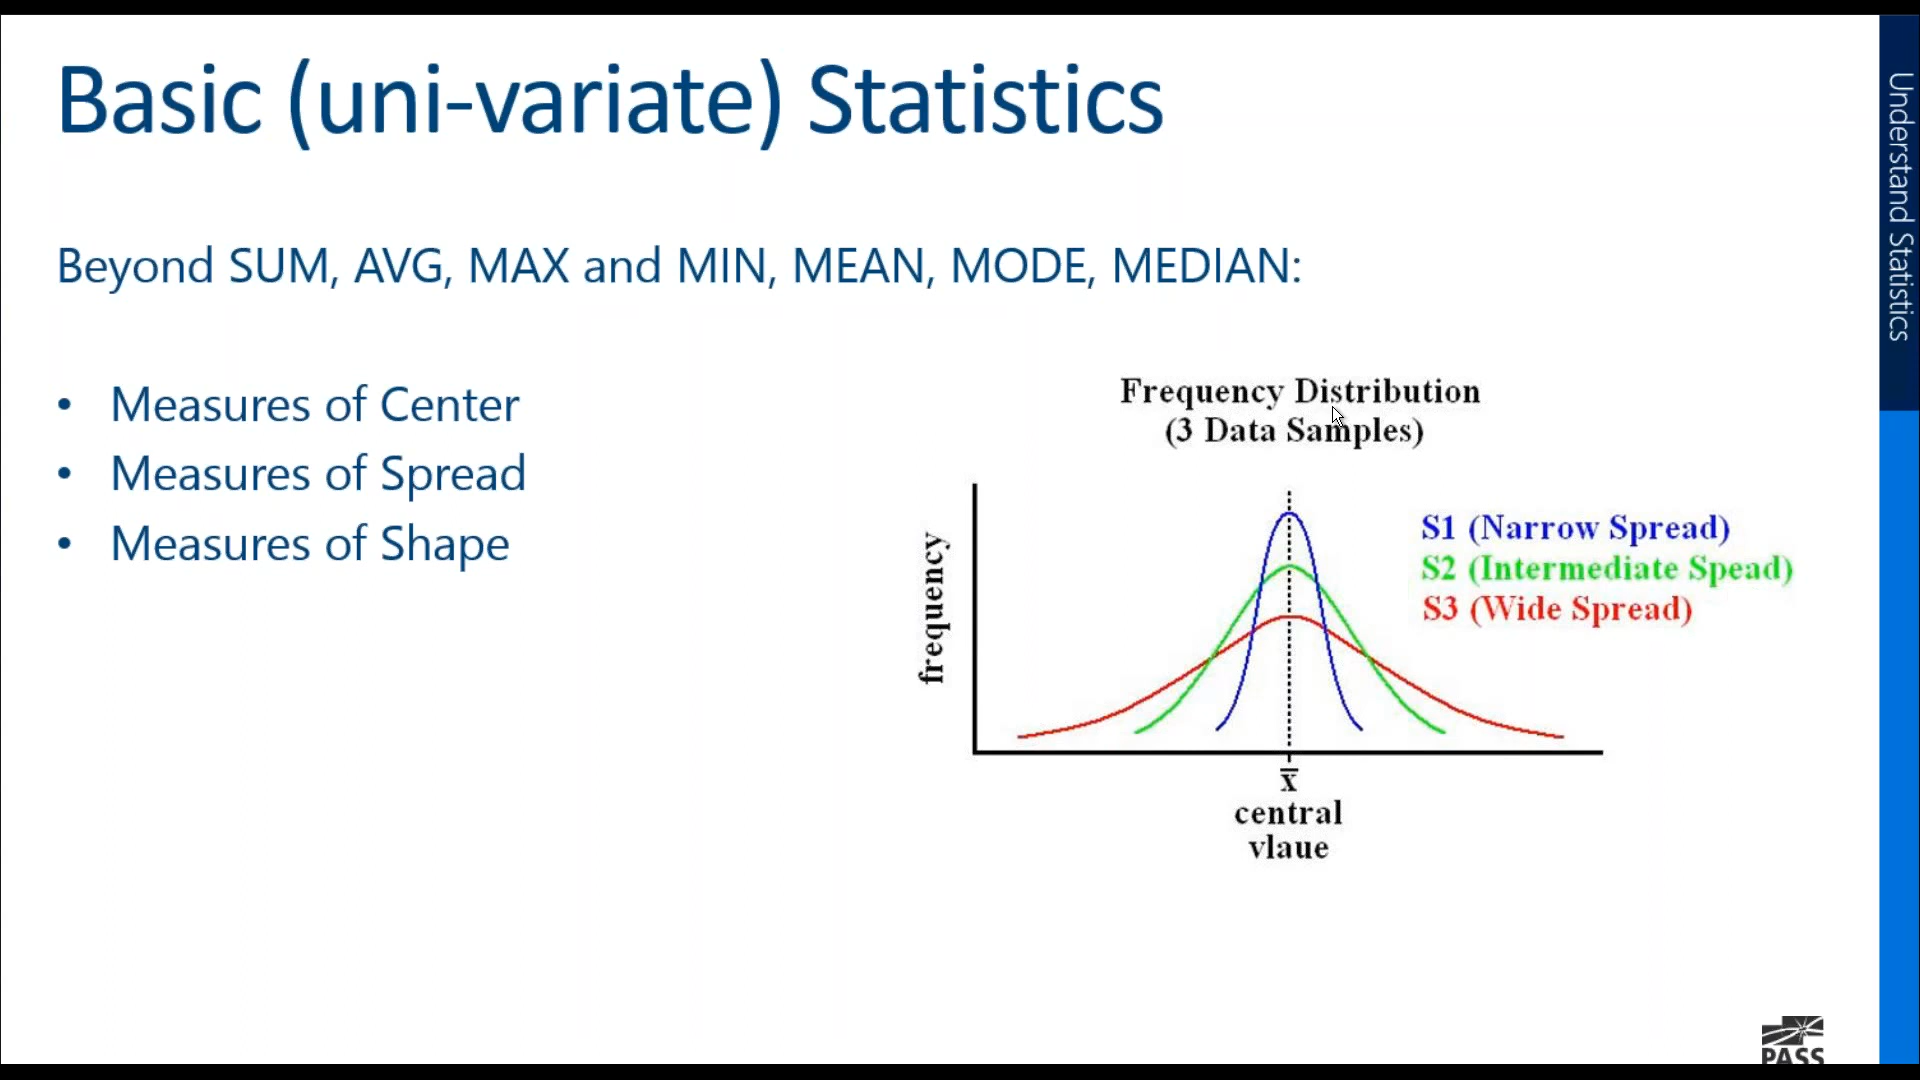 Basic (uni-variate) Statistics
Beyond SUM, AVG, MAX and MIN, MEAN, MODE, MEDIAN:
• Measures of Center
• Measures of Spread
• Measures of Shape
Frequency Distribution
(3 Data Samples)
frequency
S1 (Narrow Spread)
S2 (Intermediate Spead)
S3 (Wide Spread)
x̄
central
vlaue
Understand Statistics
PASS